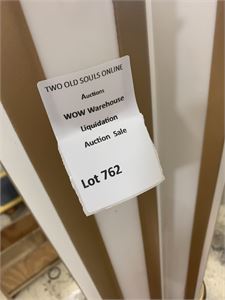 TWO OLD SOULS ONLINE
Auctions
WOW Warehouse
Liquidation
Auction Sale
Lot 762